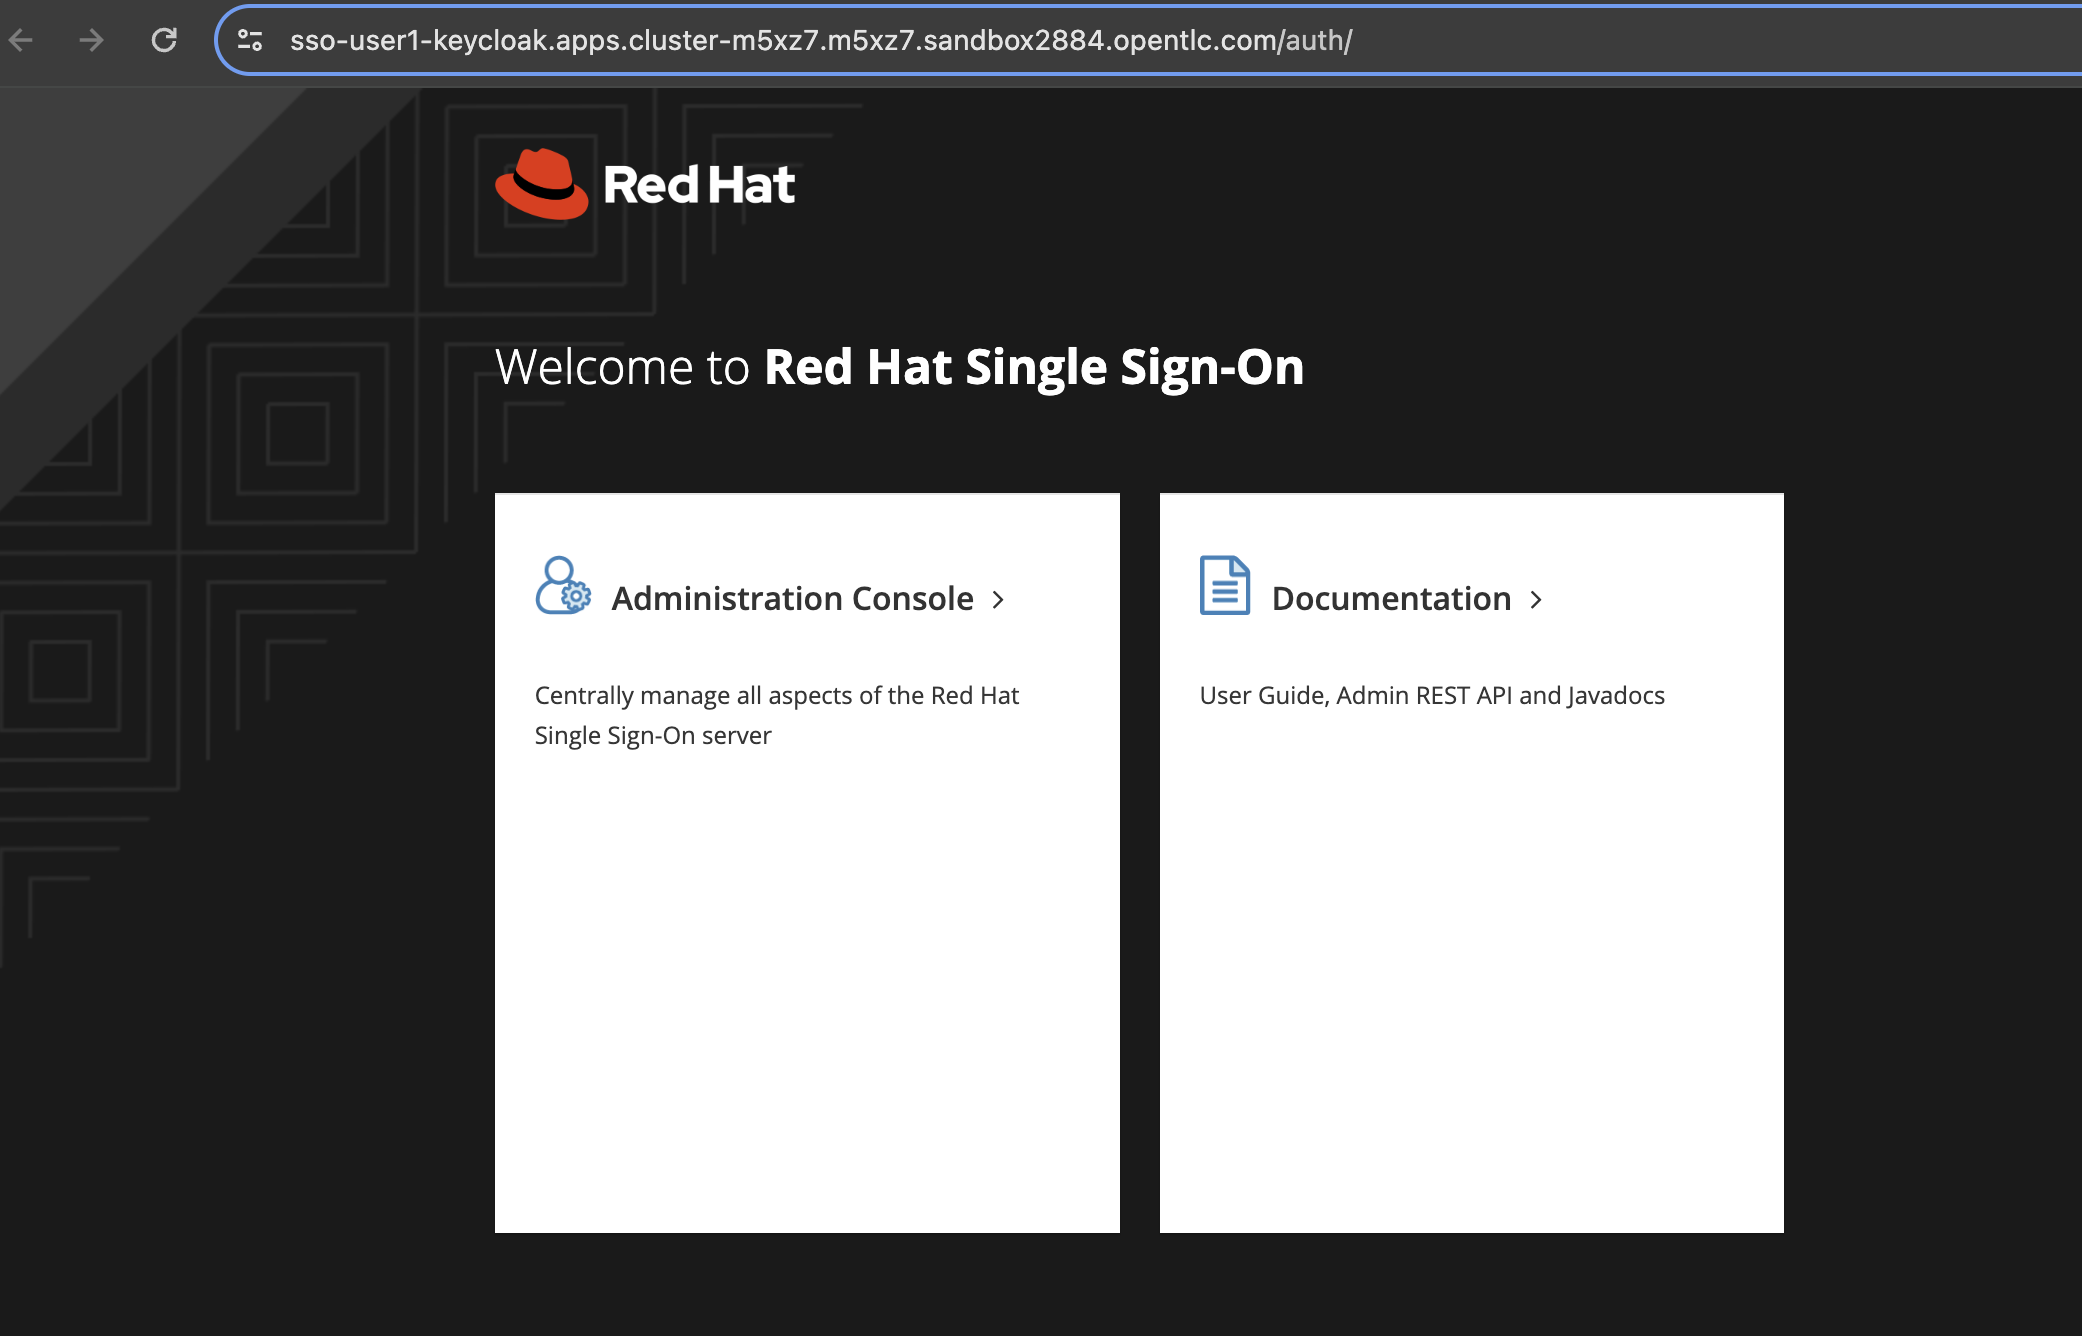 sso-user1-keycloak.apps.cluster-m5xz7.m5xz7.sandbox2884.opentlc.com/auth/
Red Hat
Welcome to Red Hat Single Sign-On
Administration Console
Centrally manage all aspects of the Red Hat
Single Sign-On server
Documentation
User Guide, Admin REST API and Javadocs